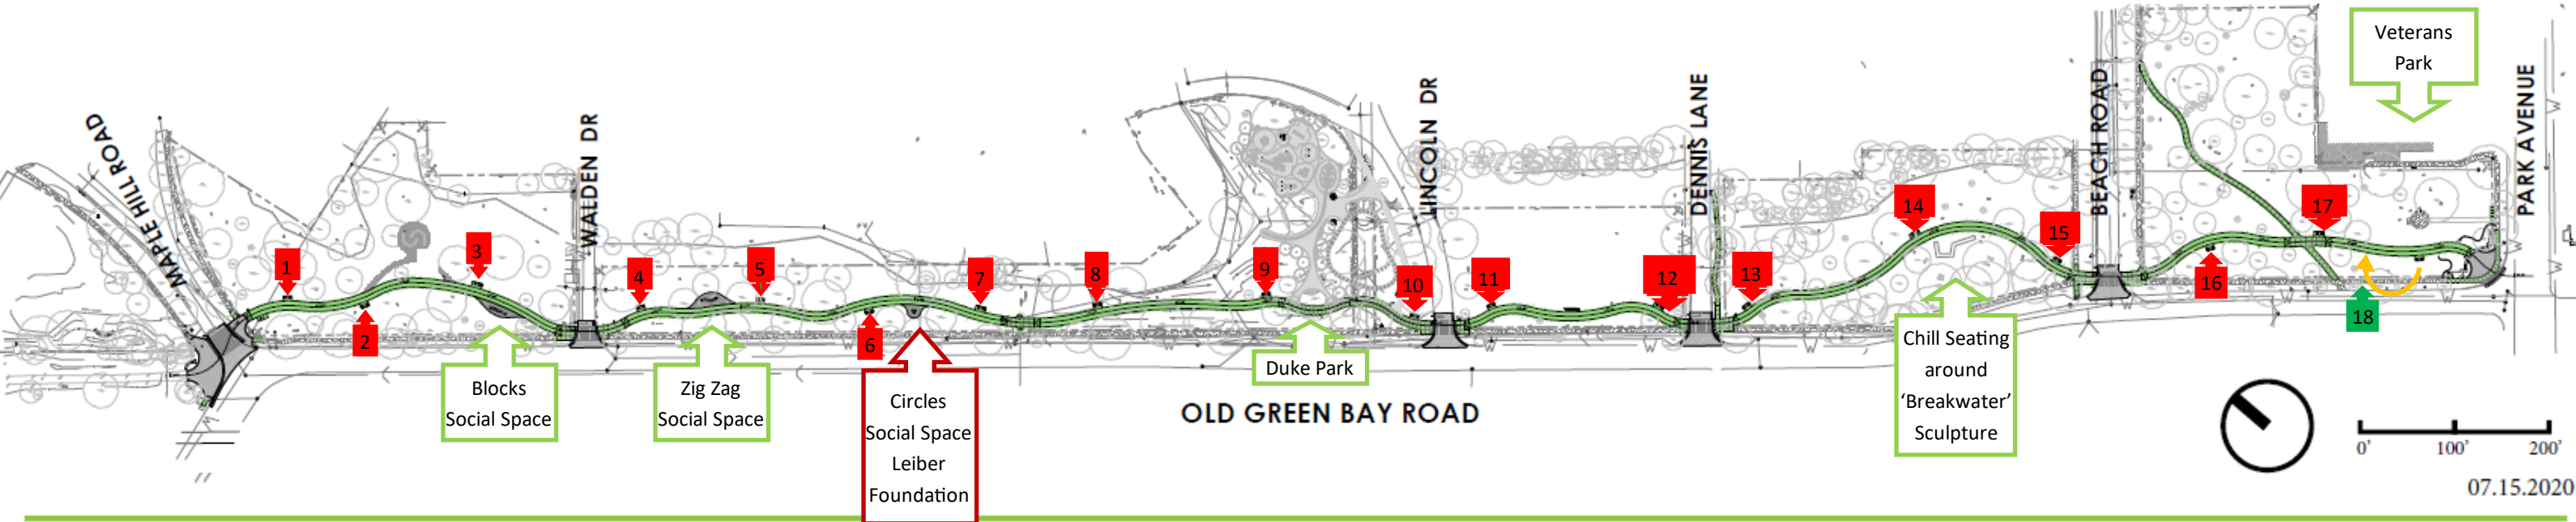 Veterans
Park
MAPLE HILL ROAD
WALDEN DR
LINCOLN DR
DENNIS LANE
BEACH ROAD
PARK AVENUE
1
2
3
4
5
6
7
8
9
10
11
12
13
14
15
16
17
18
Blocks
Social Space
Zig Zag
Social Space
Circles
Social Space
Leiber
Foundation
Duke Park
OLD GREEN BAY ROAD
Chill Seating
around
‘Breakwater’
Sculpture
0' 100' 200'
07.15.2020